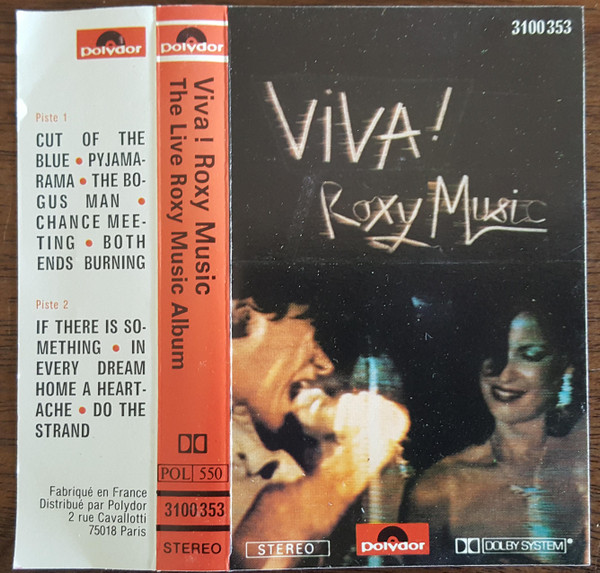 Polydor
Piste 1
CUT OF THE
BLUE • PYJAMA-
RAMA • THE BO-
GUS MAN •
CHANCE MEE-
TING • BOTH
ENDS BURNING
Piste 2
IF THERE IS SO-
METHING • IN
EVERY DREAM
HOME A HEART-
ACHE • DO THE
STRAND
Fabriqué en France
Distribué par Polydor
2 rue Cavallotti
75018 Paris
Polydor
Viva! Roxy Music
The Live Roxy Music Album
POL 550
3100 353
STEREO
3100 353
ViVA!
Roxy Music
STEREO
Polydor
DOLBY SYSTEM